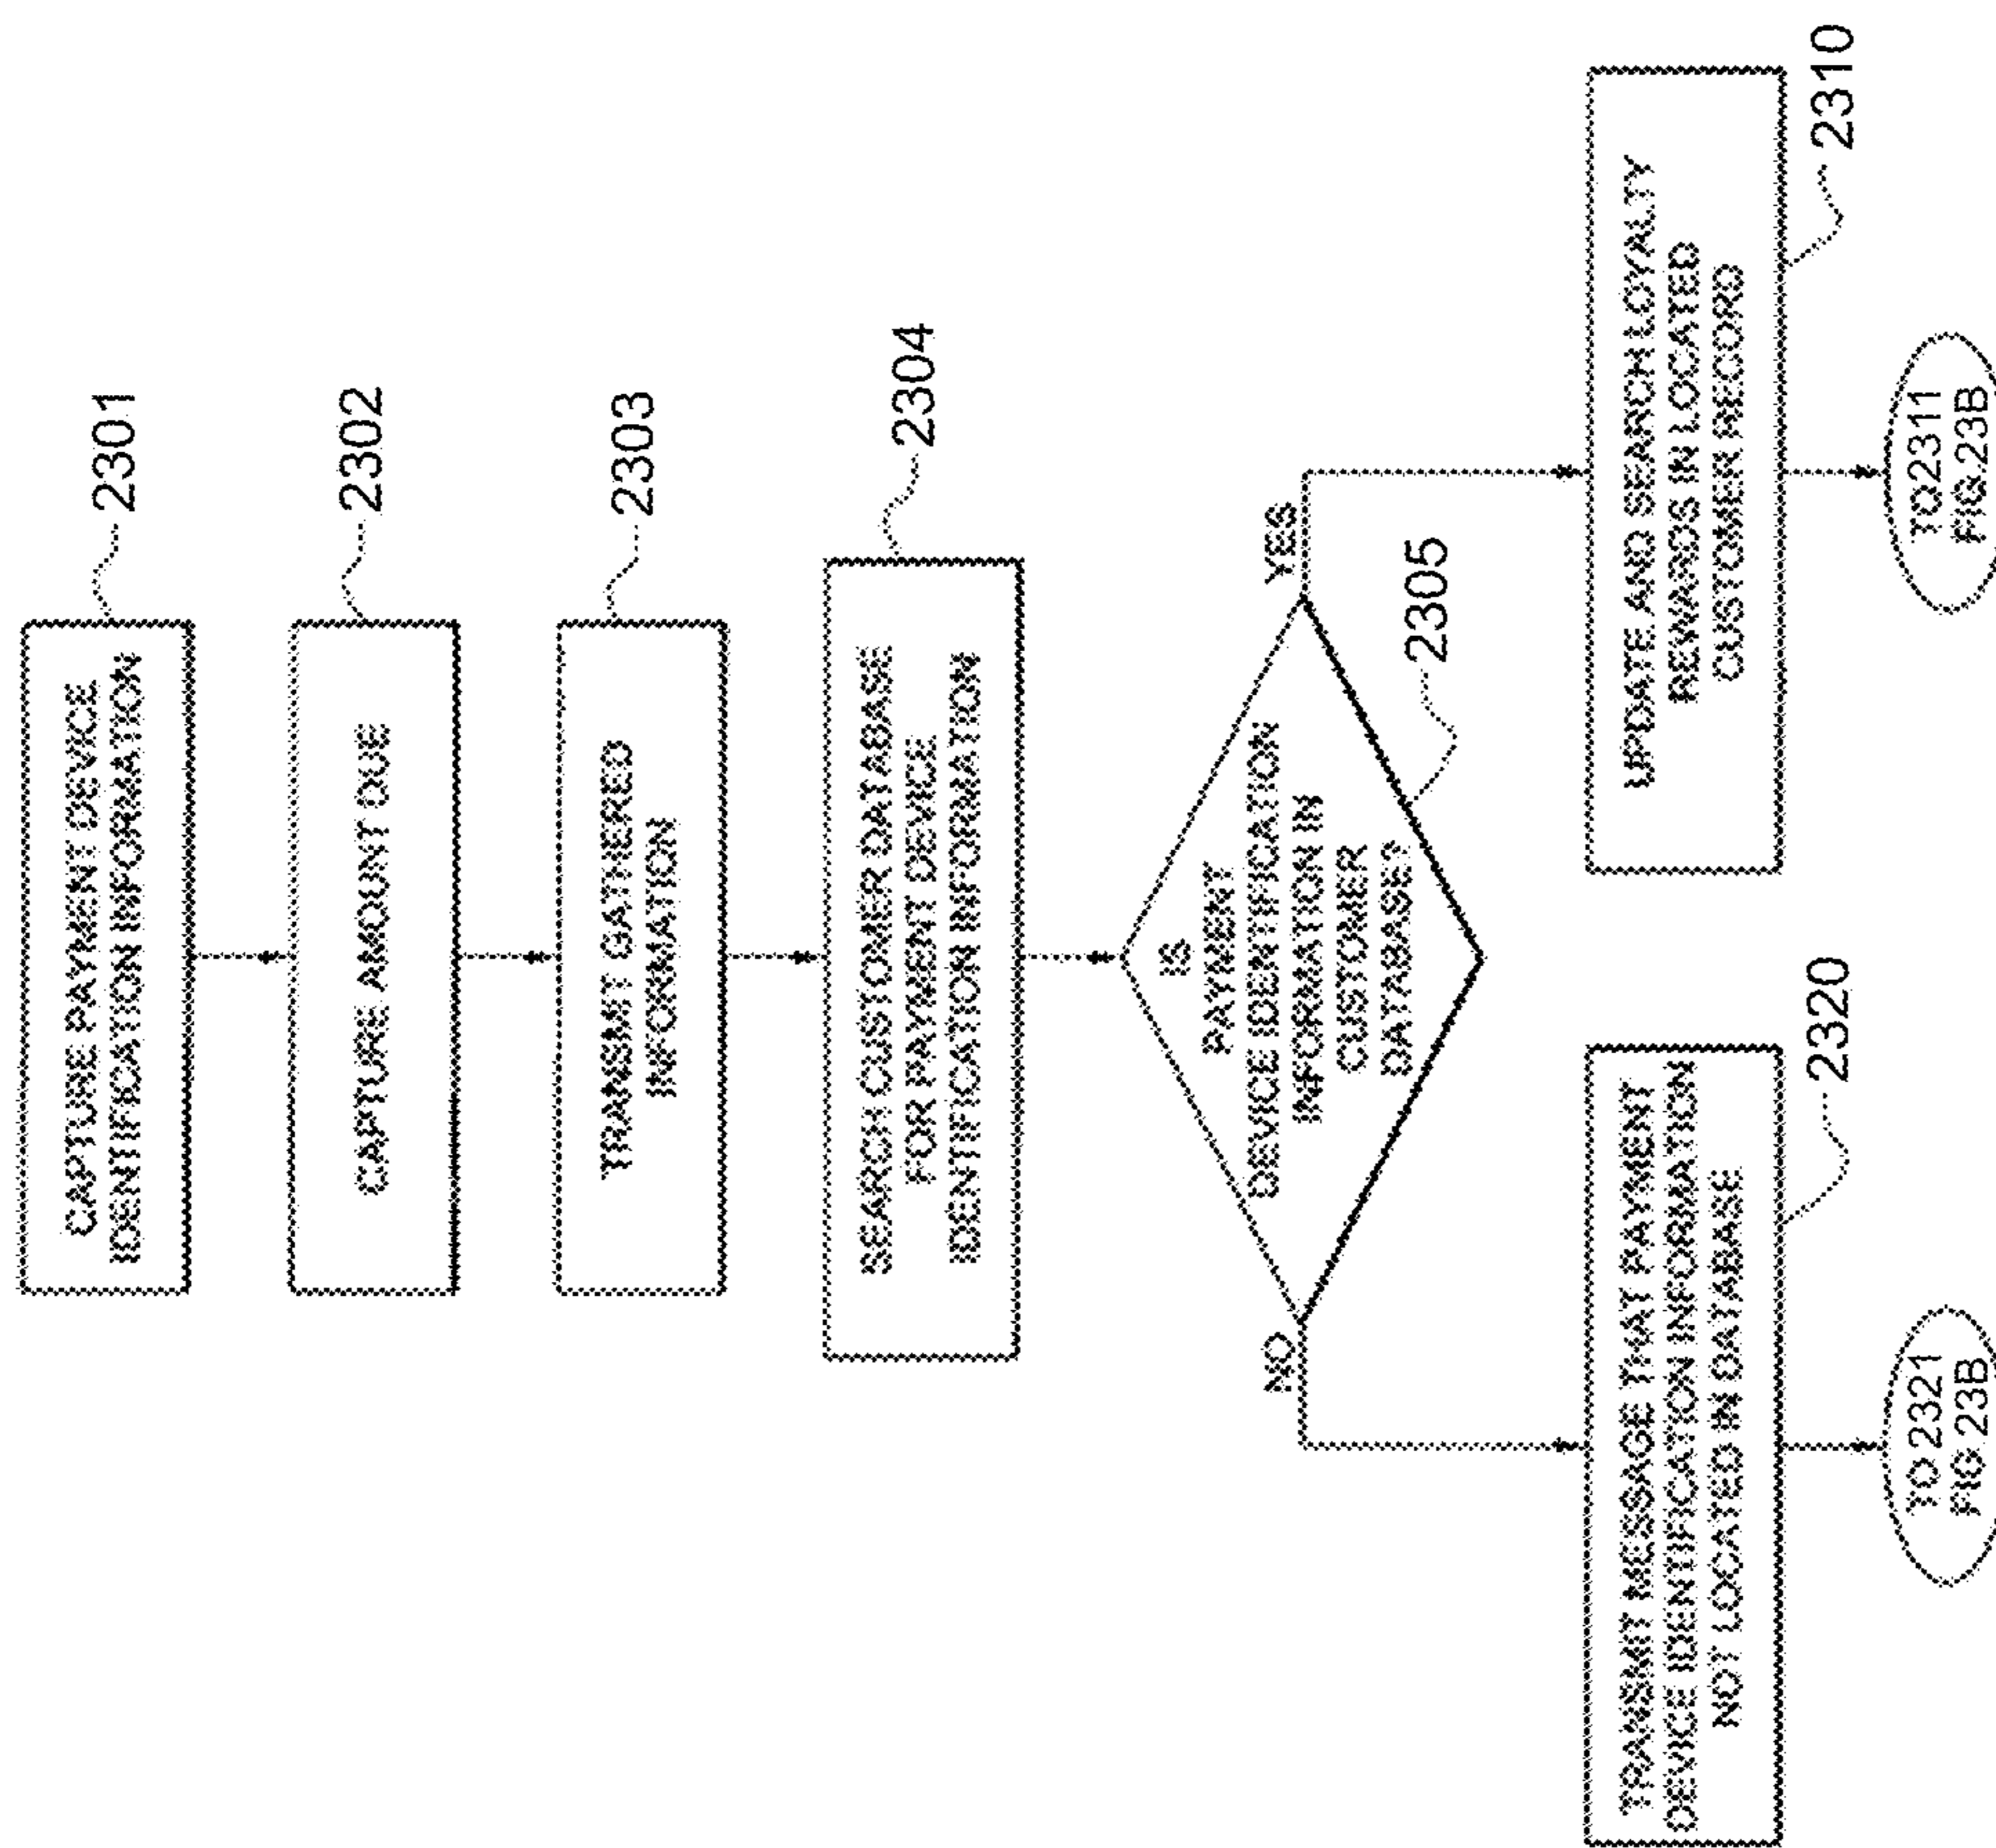 CAPTURE PAYMENT DEVICE
IDENTIFICATION INFORMATION
2301
CAPTURE AMOUNT DUE
2302
TRANSMIT GATHERED
INFORMATION
2303
SEARCH CUSTOMER DATABASE
FOR PAYMENT DEVICE
IDENTIFICATION INFORMATION
2304
IS
PAYMENT
DEVICE IDENTIFICATION
INFORMATION IN
CUSTOMER
DATABASE?
2305
NO
YES
TRANSMIT MESSAGE THAT PAYMENT
DEVICE IDENTIFICATION INFORMATION
NOT LOCATED IN DATABASE
2320
UPDATE AND SEARCH LOYALTY
REWARDS IN LOCATED
CUSTOMER RECORD
2310
TO 2321
FIG 23B
TO 2311
FIG. 23B